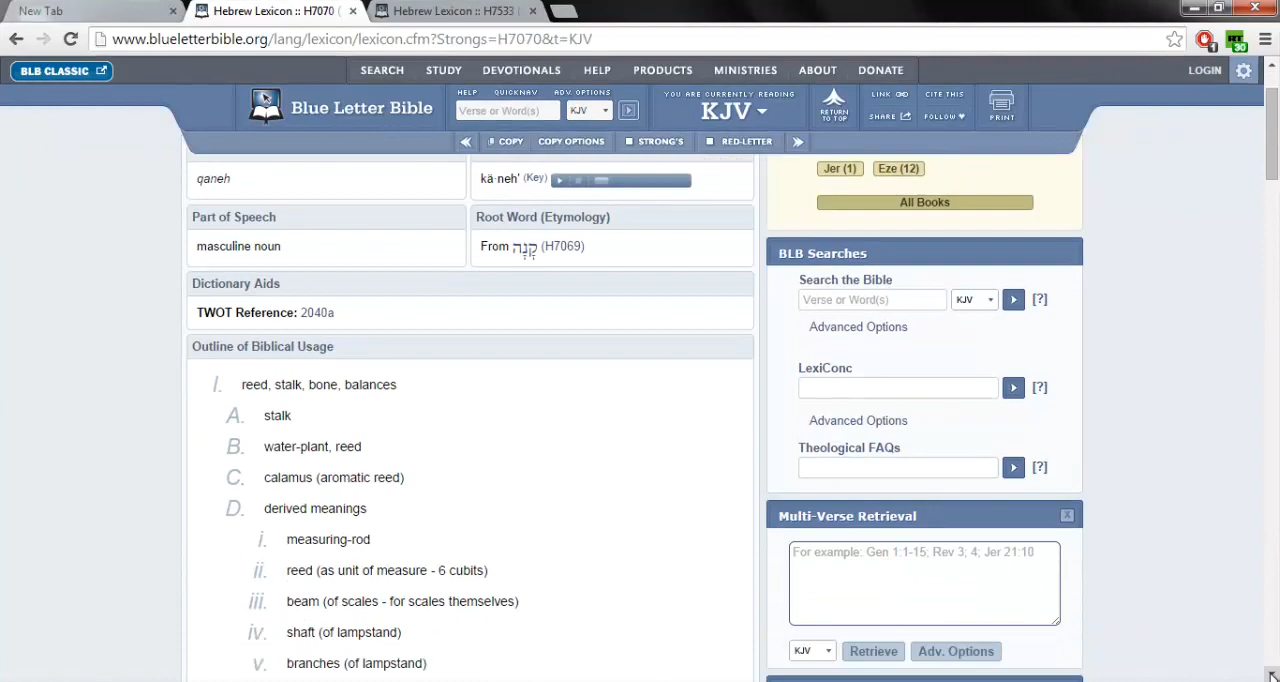 New Tab
Hebrew Lexicon :: H7070 (
Hebrew Lexicon :: H7533
www.blueletterbible.org/lang/lexicon/lexicon.cfm?Strongs=H7070&t=KJV
1
30
BLB CLASSIC
SEARCH STUDY DEVOTIONALS HELP PRODUCTS MINISTRIES ABOUT DONATE LOGIN
Blue Letter Bible
HELP QUICKNAV ADV. OPTIONS
Verse or Word(s) KJV
YOU ARE CURRENTLY READING
KJV
RETURN TO TOP
LINK CITE THIS
SHARE FOLLOW
PRINT
COPY COPY OPTIONS STRONG'S RED-LETTER
qaneh
kä·neh' (Key)
Part of Speech
Root Word (Etymology)
masculine noun
From קָנָה (H7069)
Dictionary Aids
TWOT Reference: 2040a
Outline of Biblical Usage
I. reed, stalk, bone, balances
A. stalk
B. water-plant, reed
C. calamus (aromatic reed)
D. derived meanings
i. measuring-rod
ii. reed (as unit of measure - 6 cubits)
iii. beam (of scales - for scales themselves)
iv. shaft (of lampstand)
v. branches (of lampstand)
Jer (1) Eze (12)
All Books
BLB Searches
Search the Bible
Verse or Word(s) KJV [?]
Advanced Options
LexiConc
[?]
Advanced Options
Theological FAQs
[?]
Multi-Verse Retrieval X
For example: Gen 1:1-15; Rev 3; 4; Jer 21:10
KJV Retrieve Adv. Options